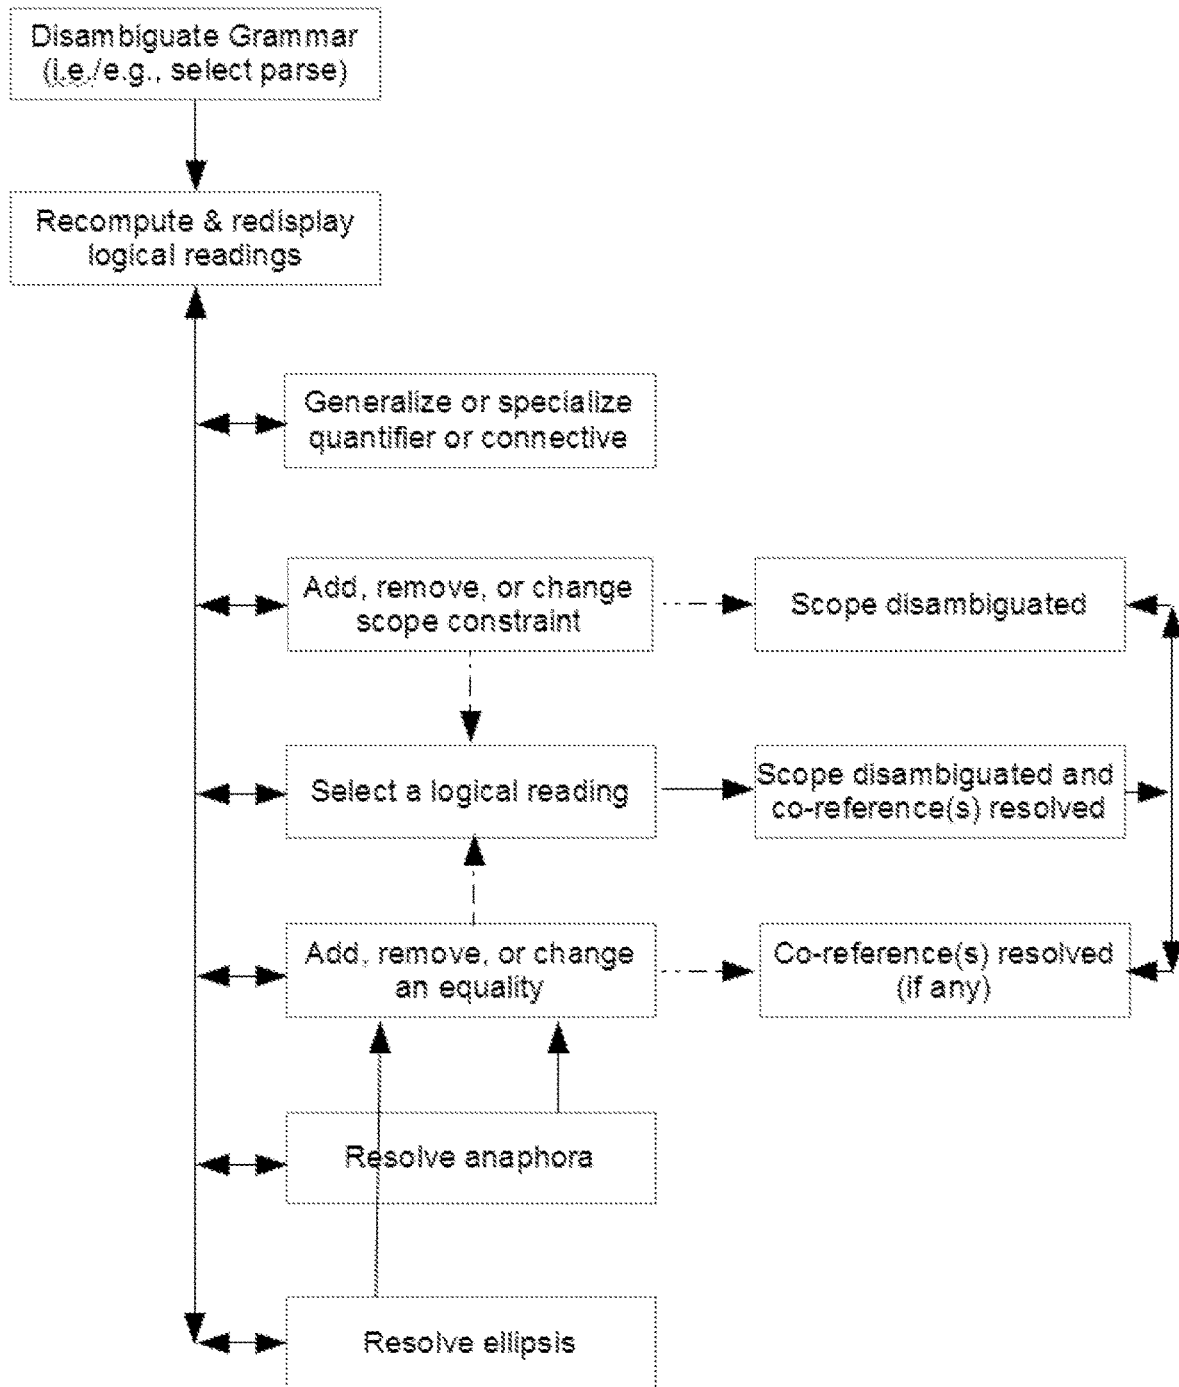 Disambiguate Grammar
(i.e./e.g., select parse)
Recompute & redisplay
logical readings
Generalize or specialize
quantifier or connective
Add, remove, or change
scope constraint
Scope disambiguated
Select a logical reading
Scope disambiguated and
co-reference(s) resolved
Add, remove, or change
an equality
Co-reference(s) resolved
(if any)
Resolve anaphora
Resolve ellipsis